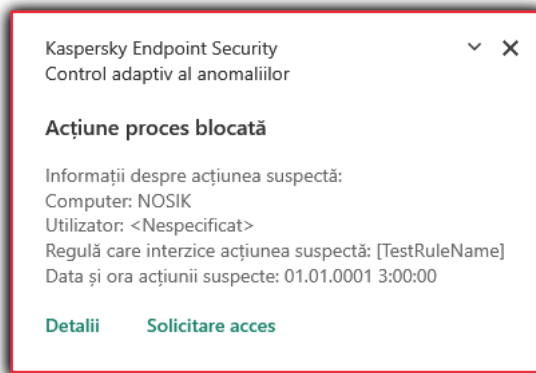 Kaspersky Endpoint Security
Control adaptiv al anomaliilor
Acțiune proces blocată
Informații despre acțiunea suspectă:
Computer: NOSIK
Utilizator: <Nespecificat>
Regulă care interzice acțiunea suspectă: [TestRuleName]
Data și ora acțiunii suspecte: 01.01.0001 3:00:00
Detalii Solicitare acces